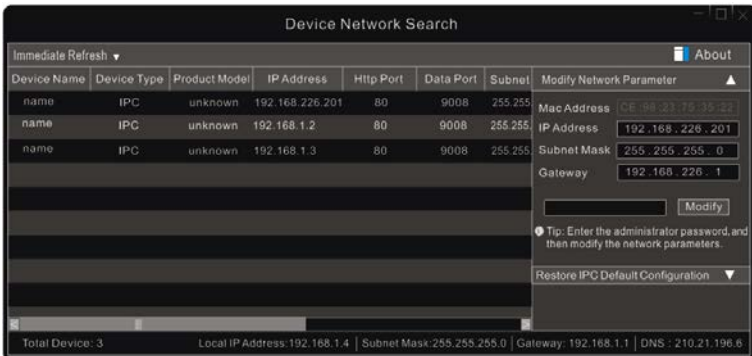 Device Network Search
Immediate Refresh ▼
About
Device Name Device Type Product Model IP Address Http Port Data Port Subnet
name IPC unknown 192.168.226.201 80 9008 255.255
name IPC unknown 192.168.1.2 80 9008 255.255.
name IPC unknown 192.168.1.3 80 9008 255.255.
Modify Network Parameter ▲
Mac Address CE:98:23:75:35:22
IP Address 192.168.226.201
Subnet Mask 255.255.255.0
Gateway 192.168.226.1
Modify
Tip: Enter the administrator password,and
then modify the network parameters.
Restore IPC Default Configuration ▼
Total Device: 3 Local IP Address:192.168.1.4 Subnet Mask:255.255.255.0 Gateway: 192.168.1.1 DNS : 210.21.196.6